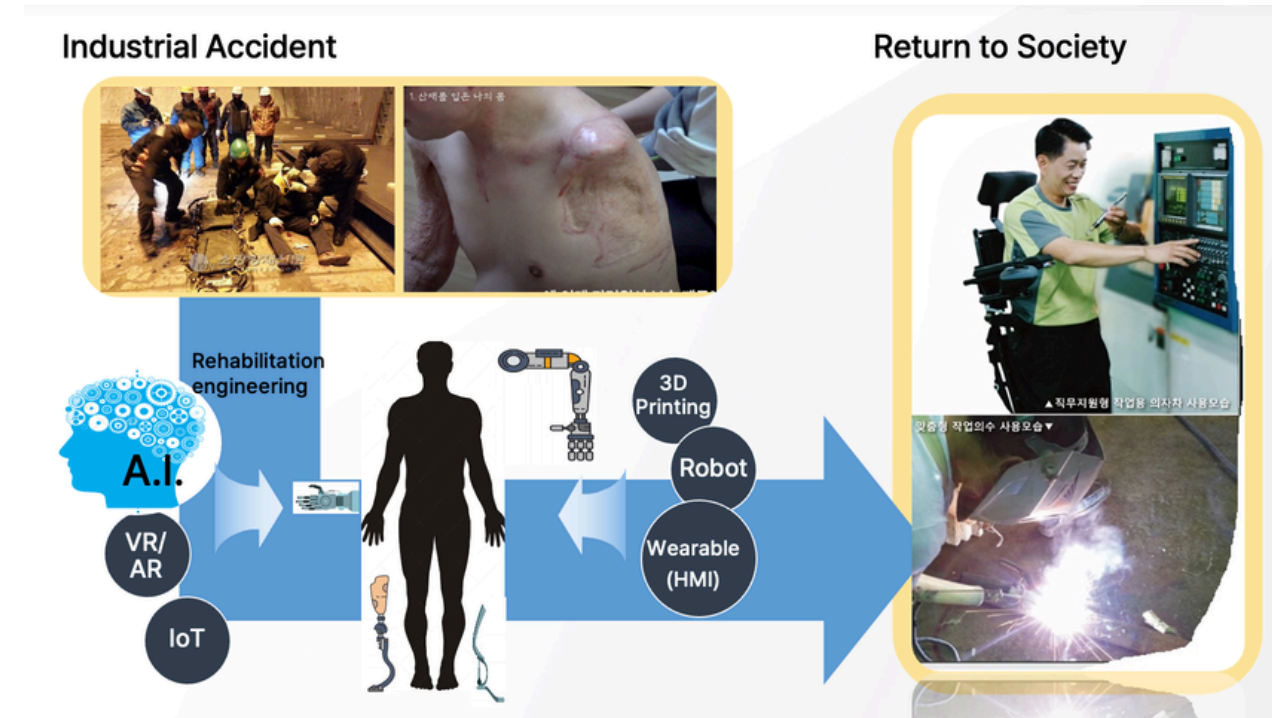 Industrial Accident
Return to Society
1. 산재를 입은 나의 몸
Rehabilitation
engineering
A.I.
VR/
AR
IoT
3D
Printing
Robot
Wearable
(HMI)
▲직무지원형 작업용 의자차 사용모습
맞춤형 작업의수 사용모습▼